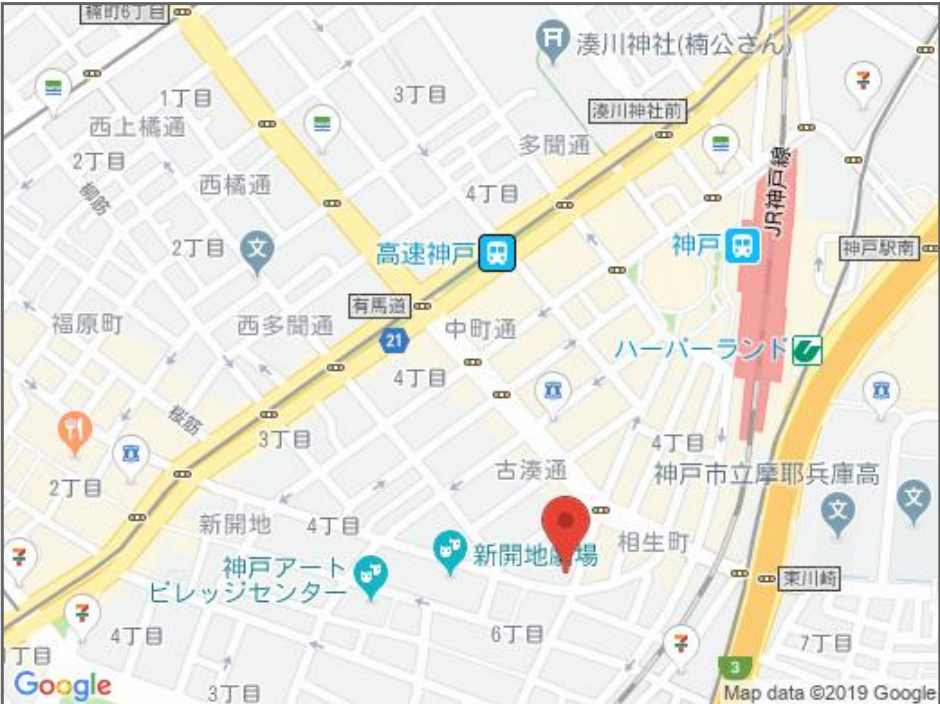 楠町6丁目
湊川神社(楠公さん)
1丁目
3丁目
湊川神社前
西上橘通
多聞通
2丁目
西橘通
柳筋
4丁目
JR神戸線
2丁目
高速神戸
神戸
神戸駅南
有馬道
福原町
西多聞通
21
中町通
ハーバーランド
4丁目
桜筋
3丁目
4丁目
2丁目
古湊通
神戸市立摩耶兵庫高
新開地
4丁目
相生町
新開地劇場
神戸アート
ビレッジセンター
東川崎
4丁目
6丁目
7丁目
丁目
3
Google
3丁目
Map data ©2019 Google